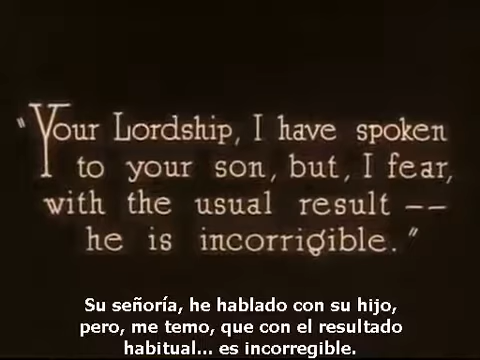 "Your Lordship, I have spoken
to your son, but, I fear,
with the usual result --
he is incorrigible."
Su señoría, he hablado con su hijo,
pero, me temo, que con el resultado
habitual... es incorregible.